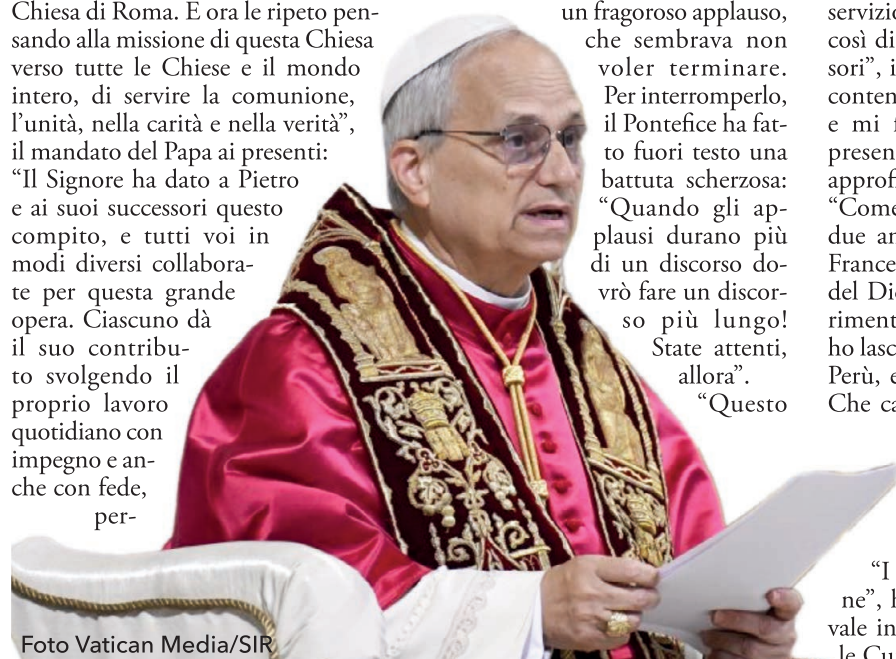 Chiesa di Roma. E ora le ripeto pen-
sando alla missione di questa Chiesa
verso tutte le Chiese e il mondo
intero, di servire la comunione,
l’unità, nella carità e nella verità”,
il mandato del Papa ai presenti:
“Il Signore ha dato a Pietro
e ai suoi successori questo
compito, e tutti voi in
modi diversi collabora-
te per questa grande
opera. Ciascuno dà
il suo contribu-
to svolgendo il
proprio lavoro
quotidiano con
impegno e an-
che con fede,
per-
un fragoroso applauso,
che sembrava non
voler terminare.
Per interromperlo,
il Pontefice ha fat-
to fuori testo una
battuta scherzosa:
“Quando gli ap-
plausi durano più
di un discorso do-
vrò fare un discor-
so più lungo!
State attenti,
allora”.
“Questo
servizio
così di
sori”, i
conten
e mi
presen
approf
“Come
due an
France
del Di
riment
ho lasc
Perù, e
Che ca
“I
ne”,
vale in
le Cu
Foto Vatican Media/SIR